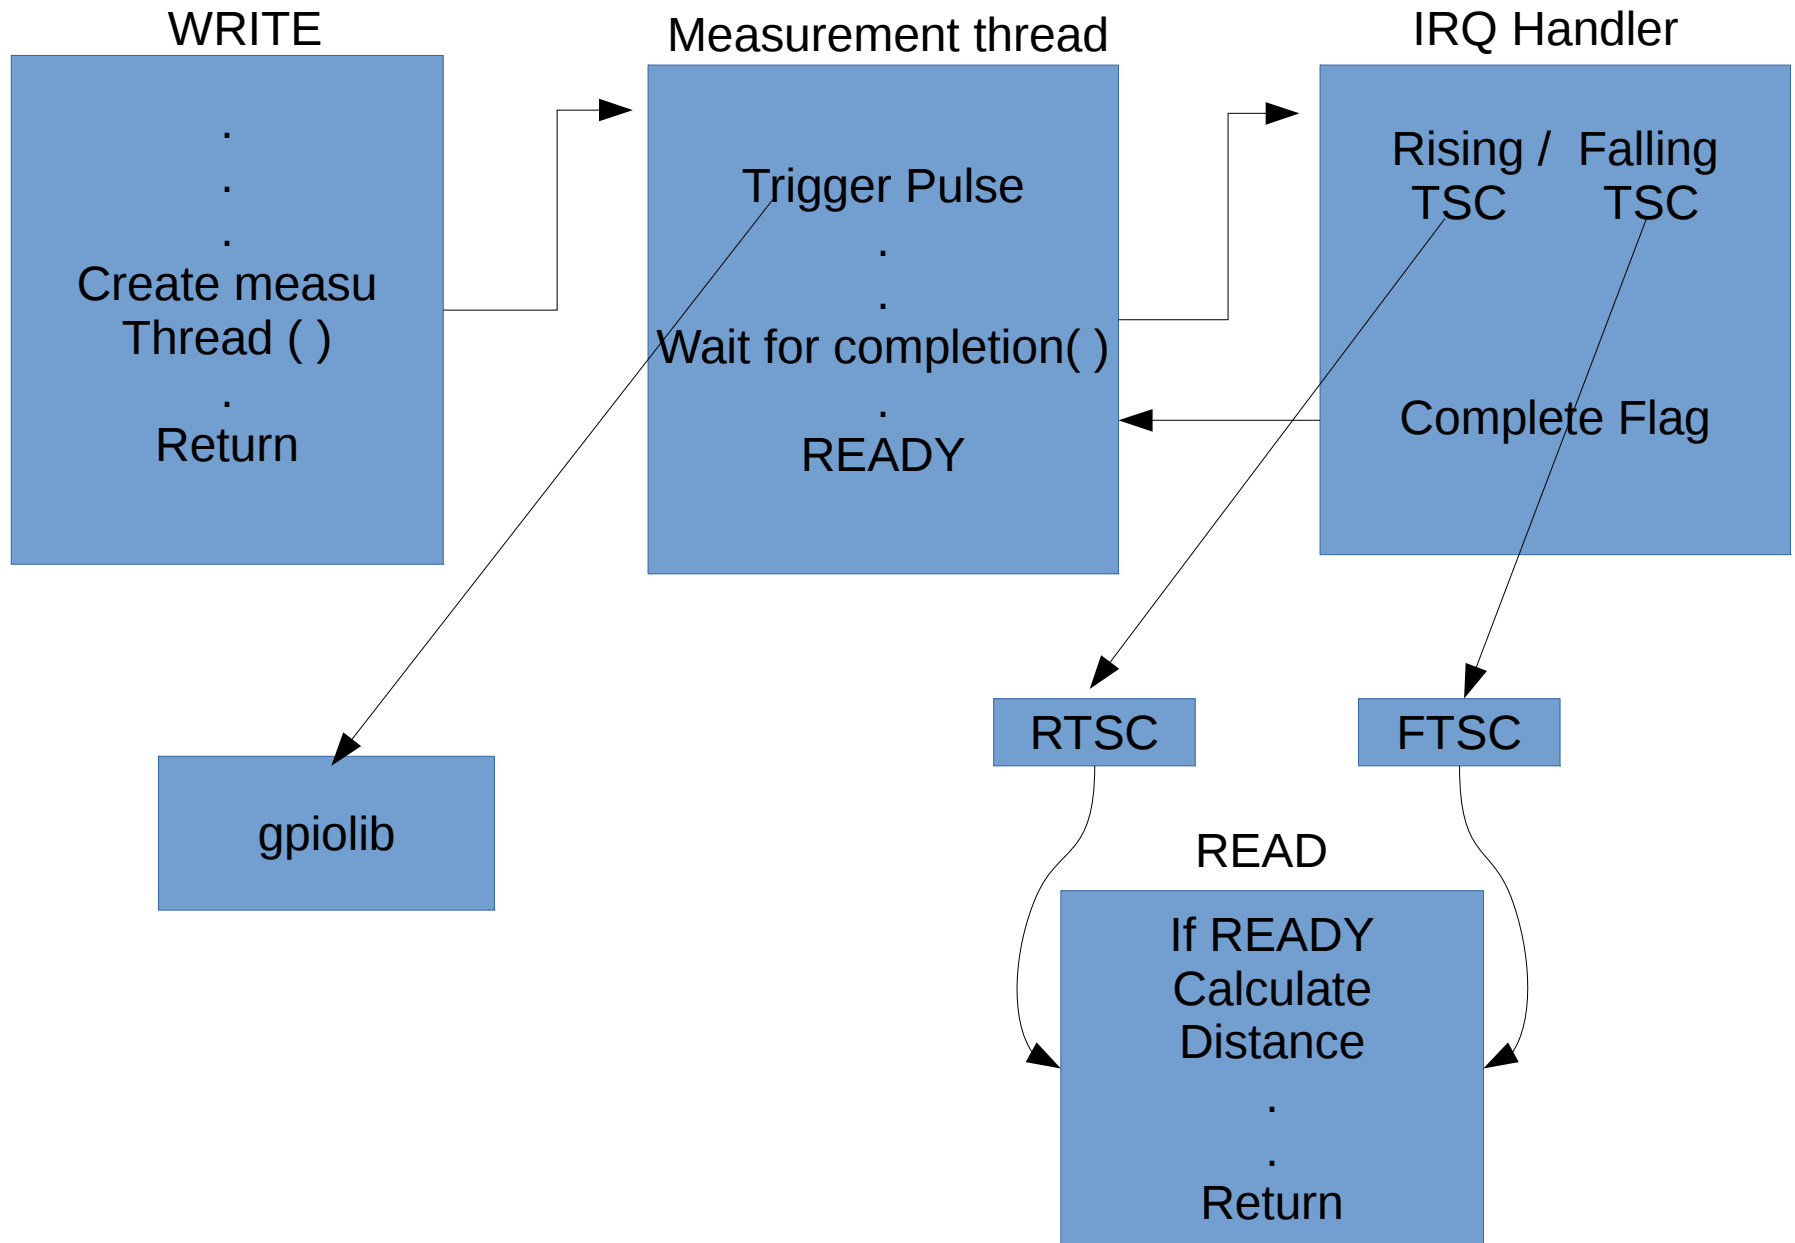 WRITE
.
.
.
Create measu
Thread ( )
.
Return
Measurement thread
Trigger Pulse
.
.
Wait for completion( )
.
READY
IRQ Handler
Rising / Falling
TSC TSC
Complete Flag
gpiolib
RTSC
FTSC
READ
If READY
Calculate
Distance
.
.
Return